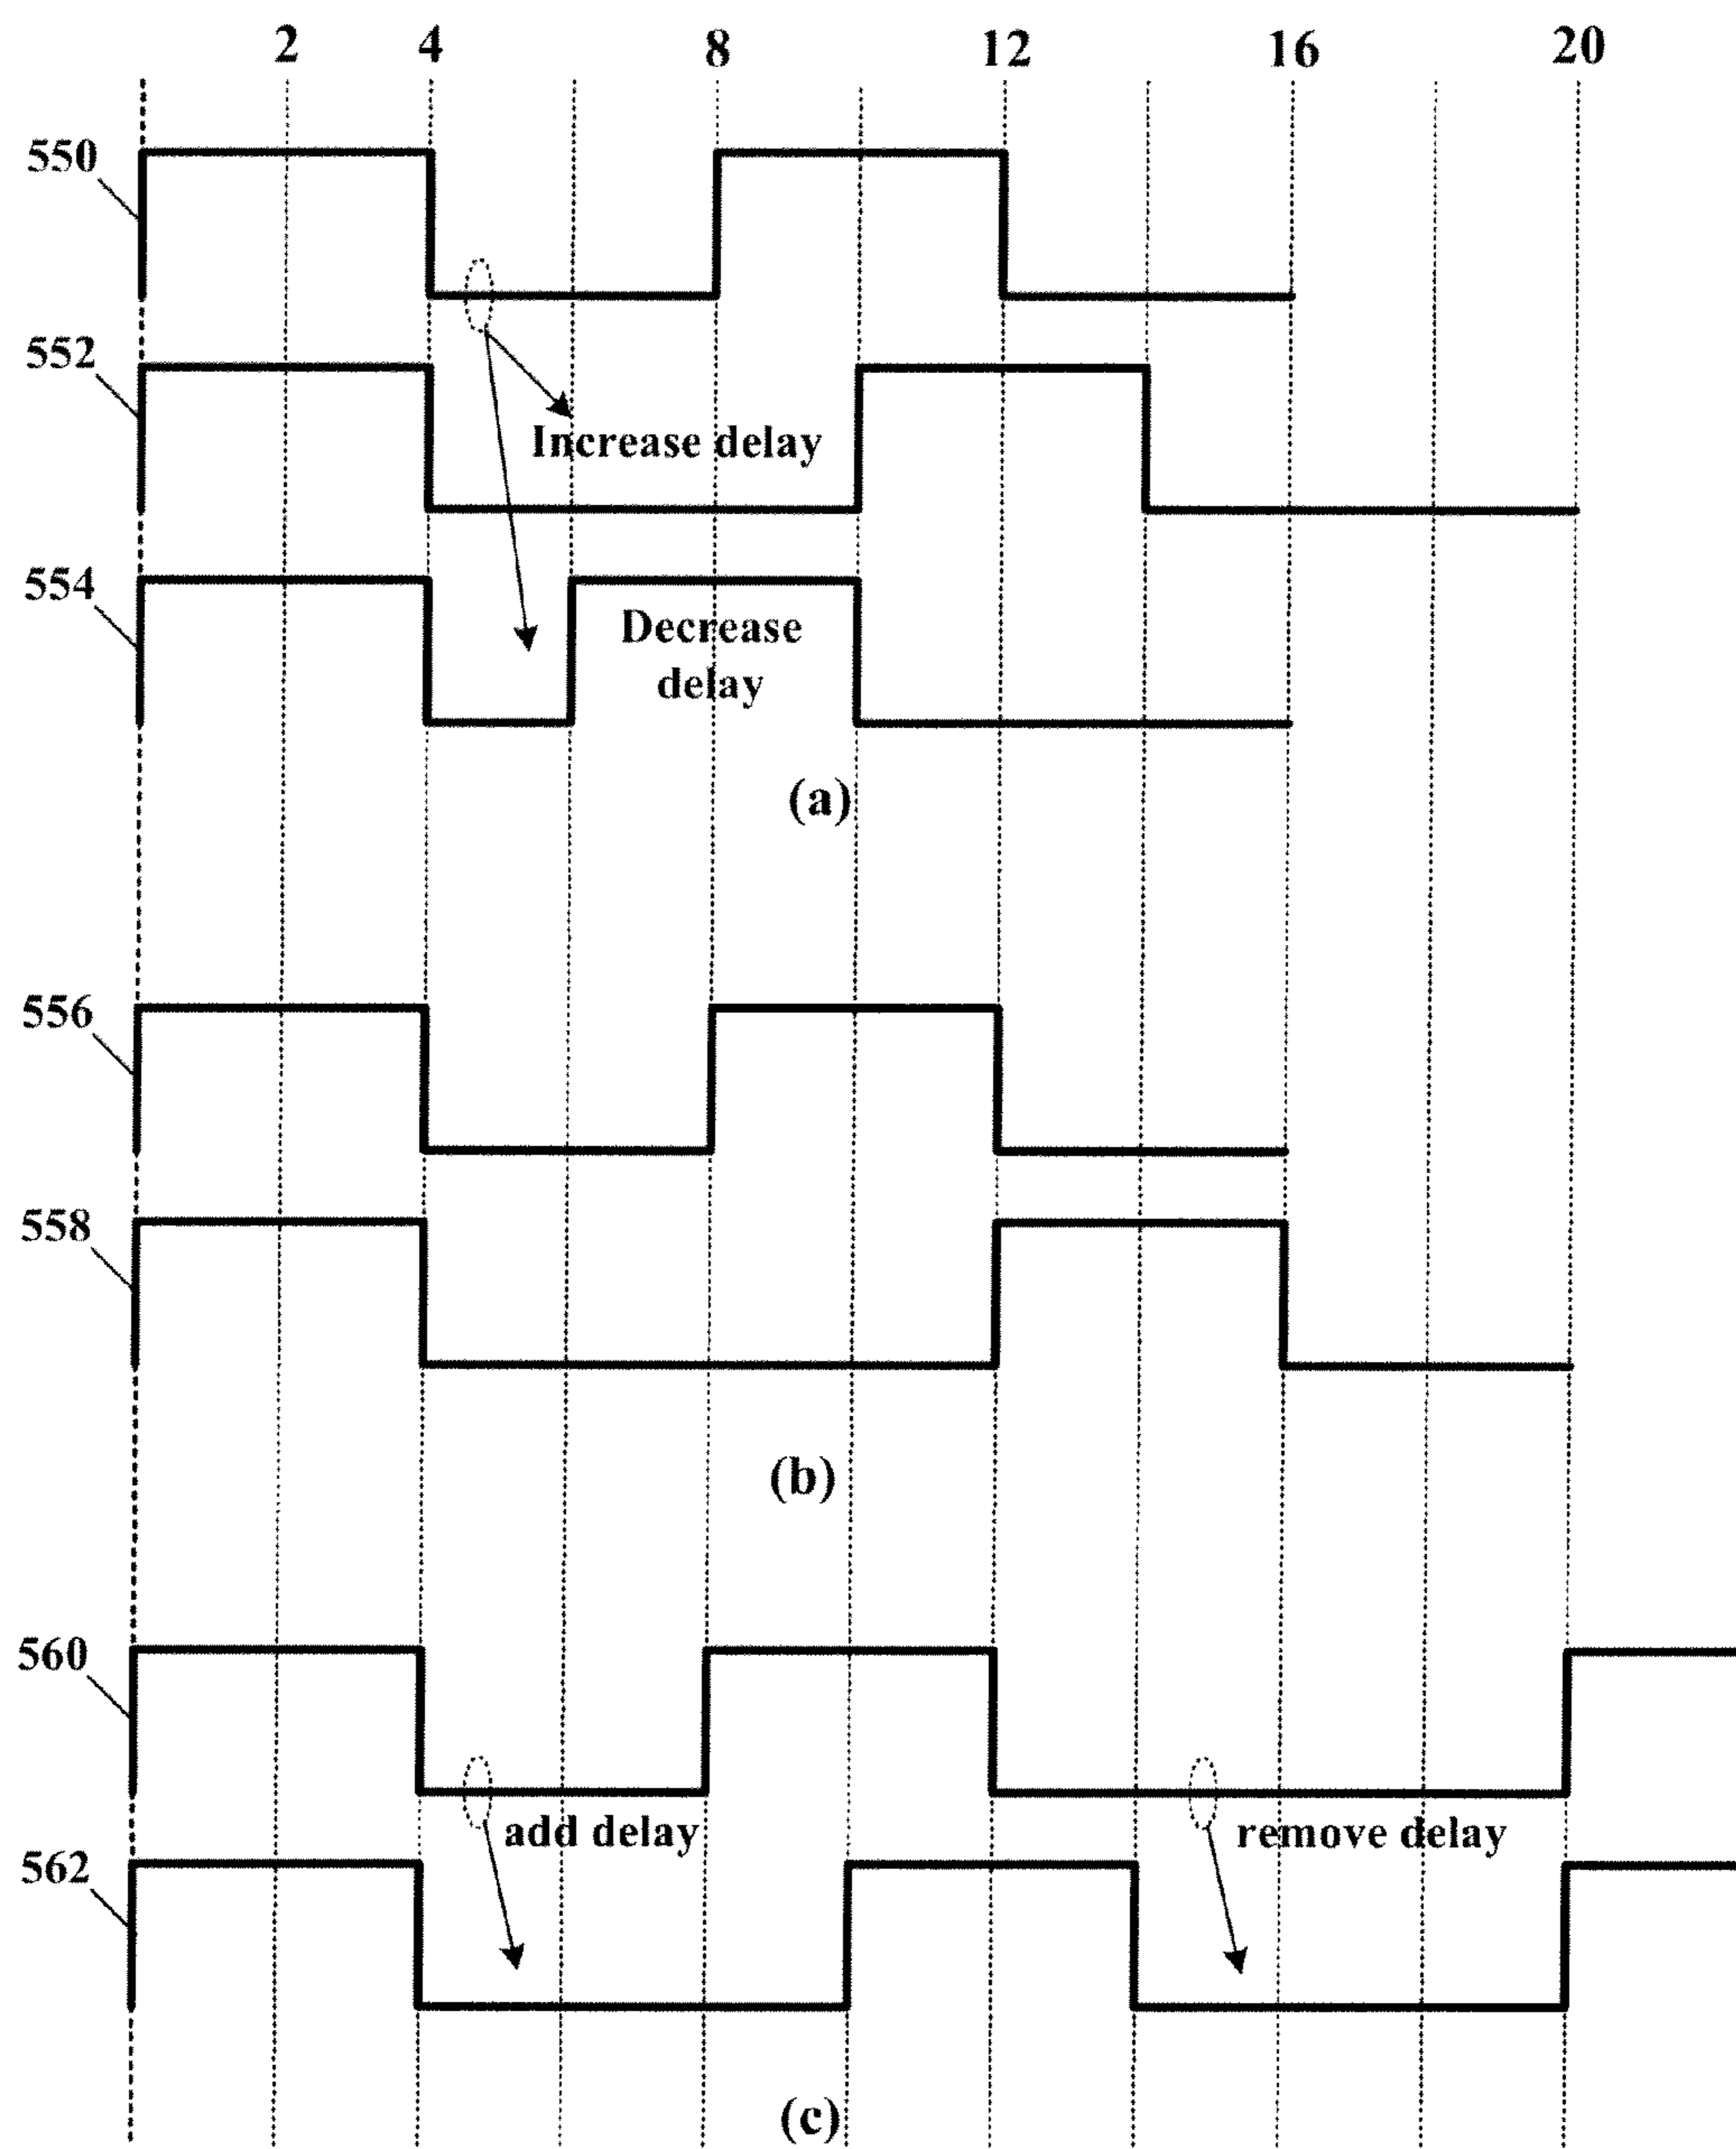 2 4 8 12 16 20
550
552
Increase delay
554
Decrease
delay
(a)
556
558
(b)
560
add delay
remove delay
562
(c)